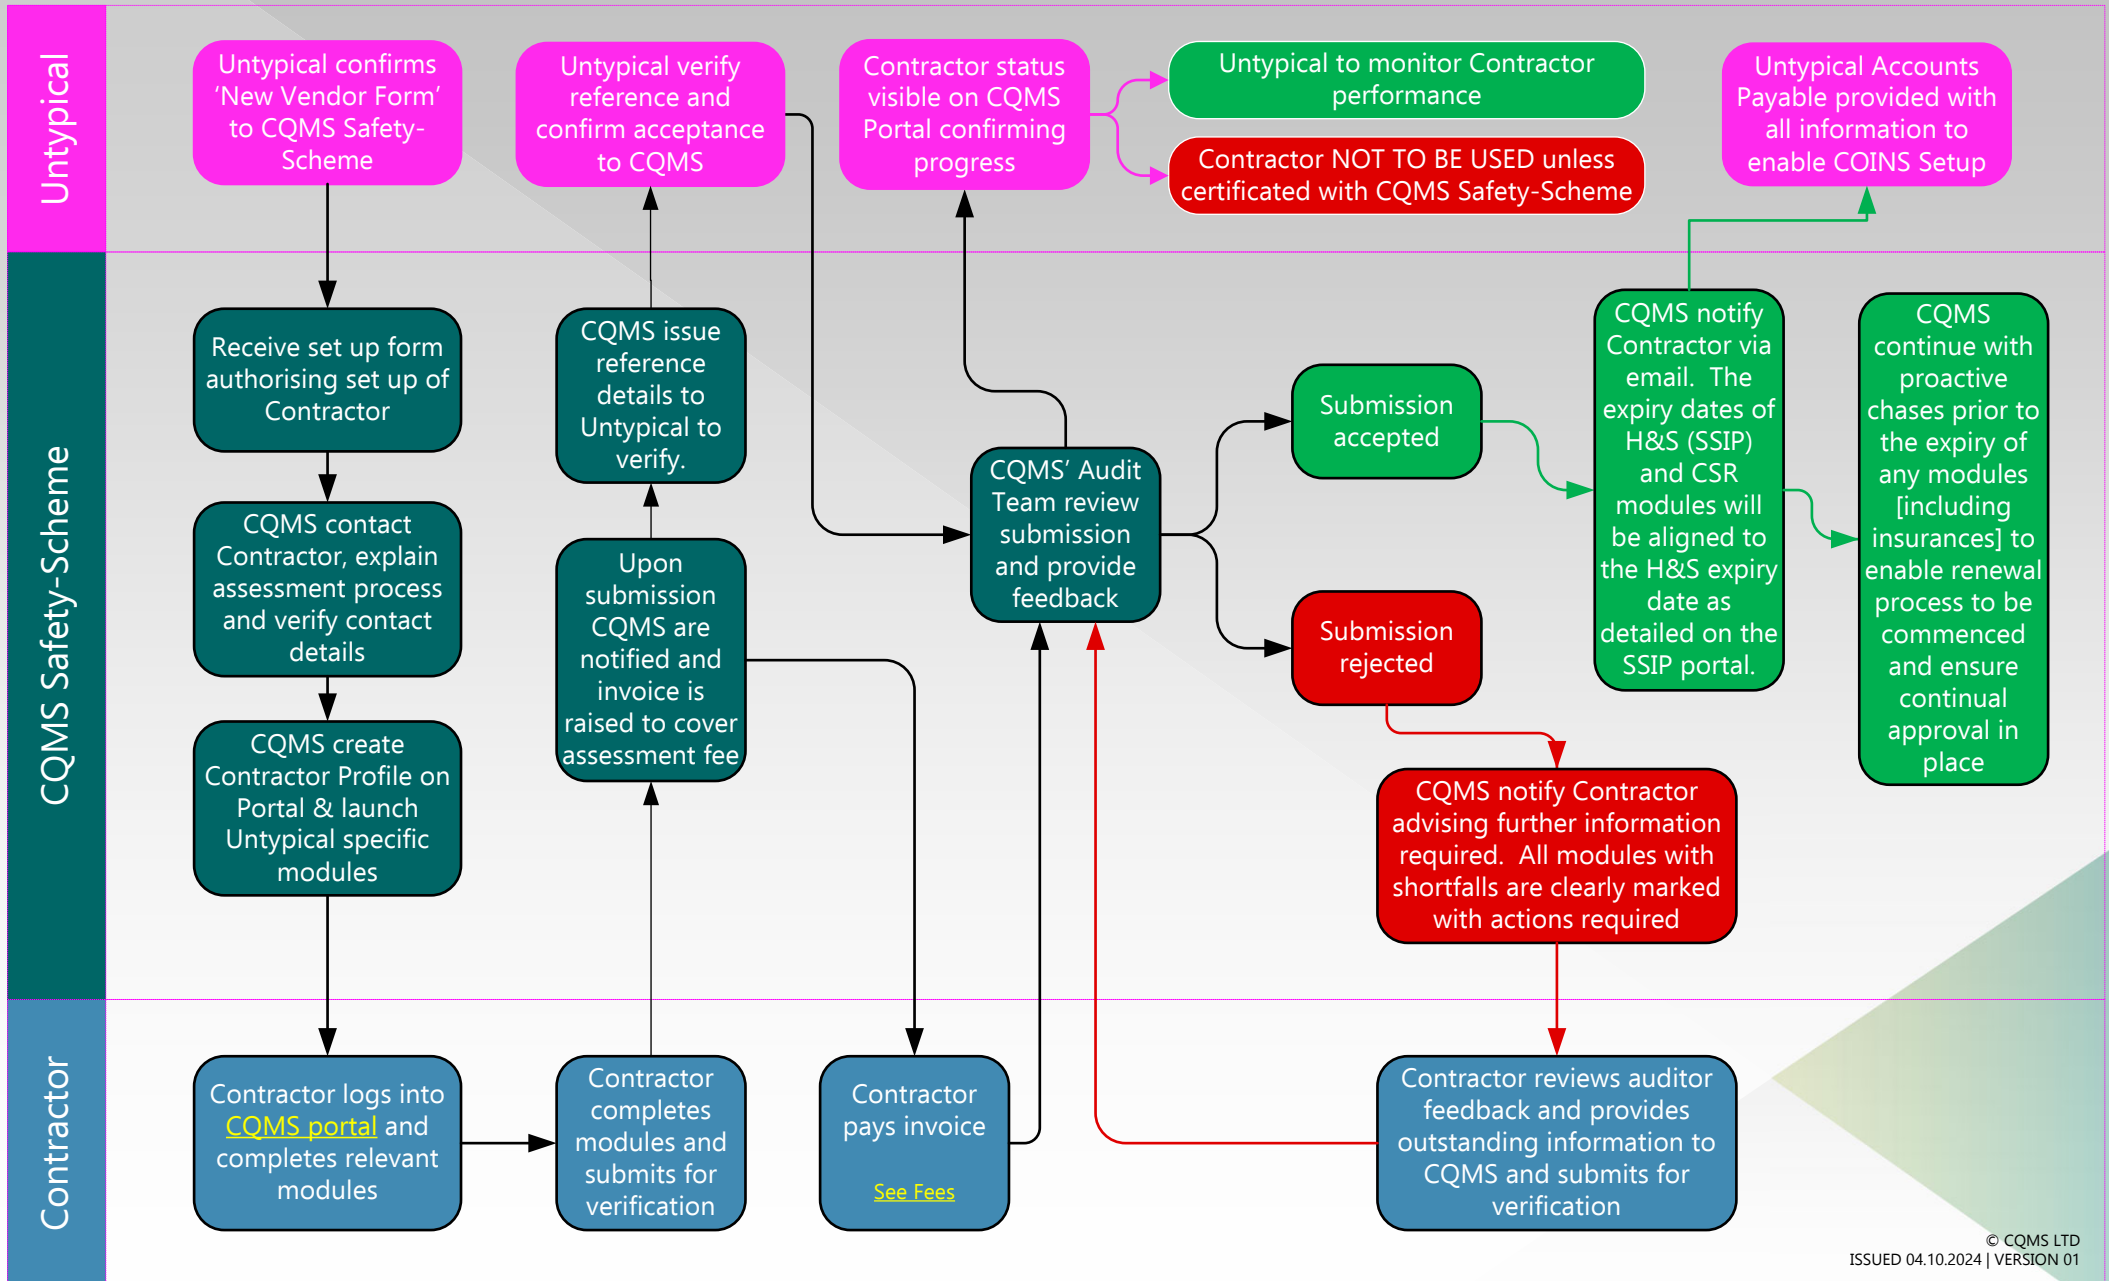 Untypical
Untypical confirms
‘New Vendor Form’
to CQMS Safety-
Scheme
Untypical verify
reference and
confirm acceptance
to CQMS
Contractor status
visible on CQMS
Portal confirming
progress
Untypical to monitor Contractor
performance
Contractor NOT TO BE USED unless
certificated with CQMS Safety-Scheme
Untypical Accounts
Payable provided with
all information to
enable COINS Setup
CQMS Safety-Scheme
Receive set up form
authorising set up of
Contractor
CQMS contact
Contractor, explain
assessment process
and verify contact
details
CQMS create
Contractor Profile on
Portal & launch
Untypical specific
modules
CQMS issue
reference
details to
Untypical to
verify.
Upon
submission
CQMS are
notified and
invoice is
raised to cover
assessment fee
CQMS’ Audit
Team review
submission
and provide
feedback
Submission
accepted
Submission
rejected
CQMS notify
Contractor via
email.  The
expiry dates of
H&S (SSIP)
and CSR
modules will
be aligned to
the H&S expiry
date as
detailed on the
SSIP portal.
CQMS
continue with
proactive
chases prior to
the expiry of
any modules
[including
insurances] to
enable renewal
process to be
commenced
and ensure
continual
approval in
place
CQMS notify Contractor
advising further information
required.  All modules with
shortfalls are clearly marked
with actions required
Contractor
Contractor logs into
CQMS portal and
completes relevant
modules
Contractor
completes
modules and
submits for
verification
Contractor
pays invoice
See Fees
Contractor reviews auditor
feedback and provides
outstanding information to
CQMS and submits for
verification
© CQMS LTD
ISSUED 04.10.2024 | VERSION 01